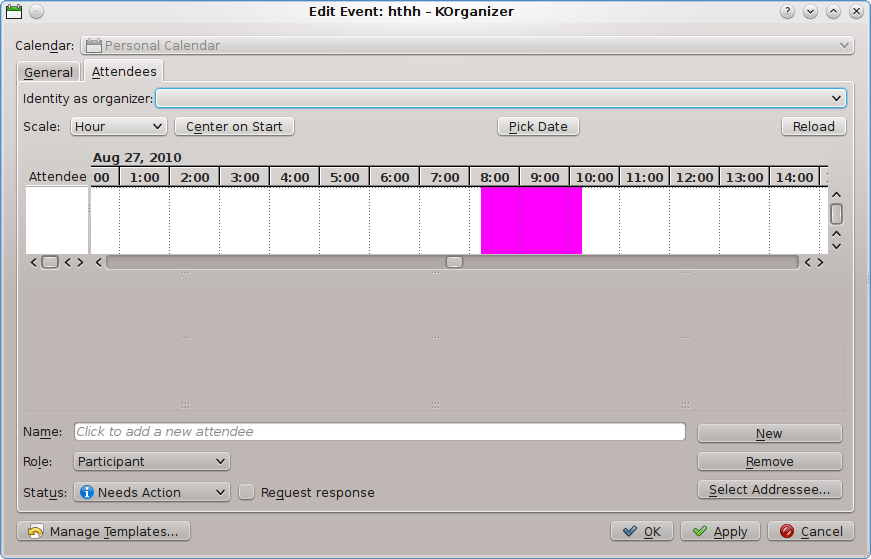 Edit Event: hthh - KOrganizer
Calendar: Personal Calendar
General Attendees
Identity as organizer:
Scale: Hour Center on Start Pick Date Reload
Aug 27, 2010
Attendee 00 1:00 2:00 3:00 4:00 5:00 6:00 7:00 8:00 9:00 10:00 11:00 12:00 13:00 14:00
Name: Click to add a new attendee New
Role: Participant Remove
Status: Needs Action Request response Select Addressee...
Manage Templates... OK Apply Cancel